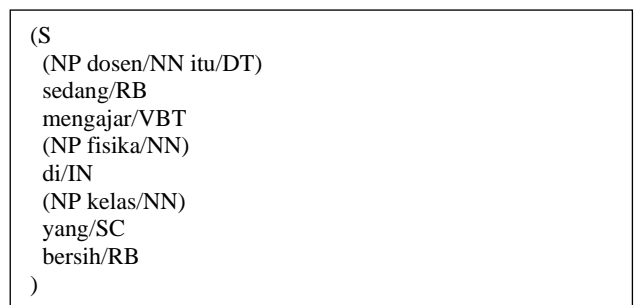 (S
(NP dosen/NN itu/DT)
sedang/RB
mengajar/VBT
(NP fisika/NN)
di/IN
(NP kelas/NN)
yang/SC
bersih/RB
)